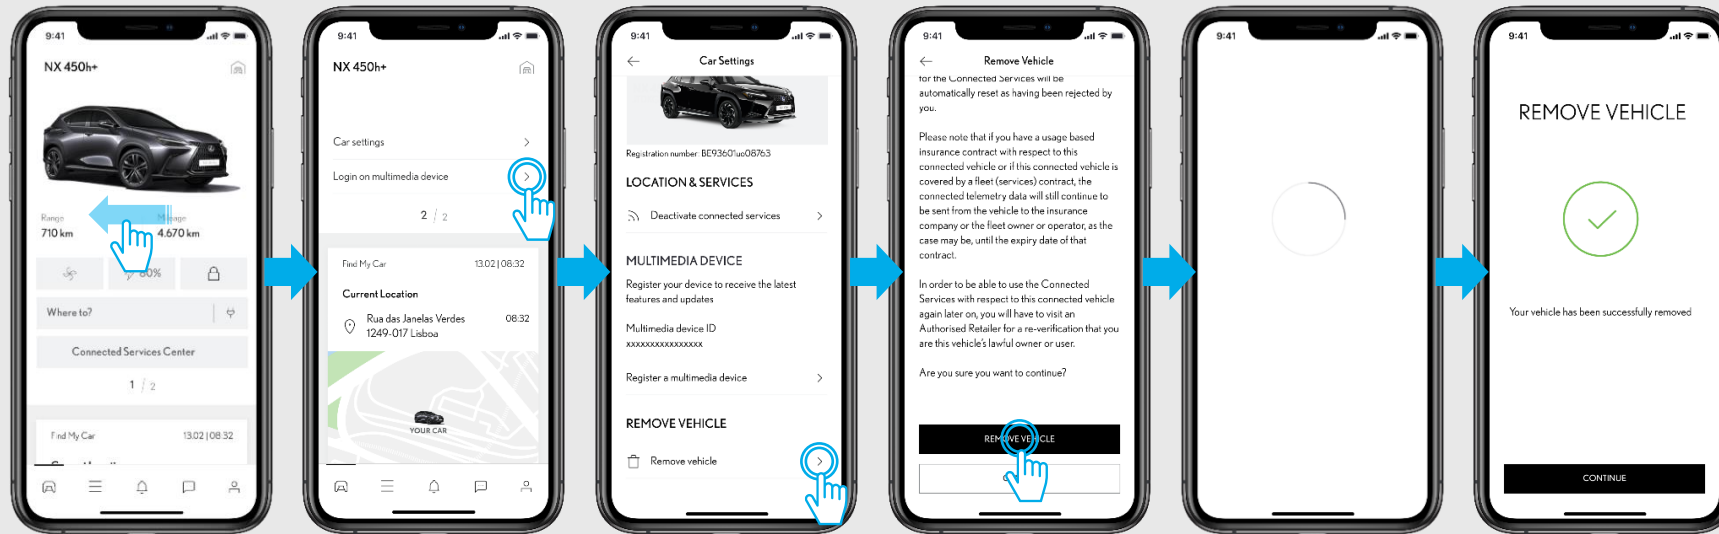 9:41
NX 450h+
Range
Mileage
710 km
4.670 km
80%
Where to?
Connected Services Center
1 / 2
Find My Car
13.02 | 08:32
9:41
NX 450h+
Car settings
Login on multimedia device
2 / 2
Find My Car
13.02 | 08:32
Current Location
Rua das Janelas Verdes
08:32
1249-017 Lisboa
YOUR CAR
9:41
Car Settings
Registration number: BE93601uo08763
LOCATION & SERVICES
Deactivate connected services
MULTIMEDIA DEVICE
Register your device to receive the latest
features and updates
Multimedia device ID
xxxxxxxxxxxxxxxx
Register a multimedia device
REMOVE VEHICLE
Remove vehicle
9:41
Remove Vehicle
for the Connected Services will be
automatically reset as having been rejected by
you.
Please note that if you have a usage based
insurance contract with respect to this
connected vehicle or if this connected vehicle is
covered by a fleet (services) contract, the
connected telemetry data will still continue to
be sent from the vehicle to the insurance
company or the fleet owner or operator, as the
case may be, until the expiry date of that
contract.
In order to be able to use the Connected
Services with respect to this connected vehicle
again later on, you will have to visit an
Authorised Retailer for a re-verification that you
are this vehicle's lawful owner or user.
Are you sure you want to continue?
REMOVE VEHICLE
9:41
9:41
REMOVE VEHICLE
Your vehicle has been successfully removed
CONTINUE